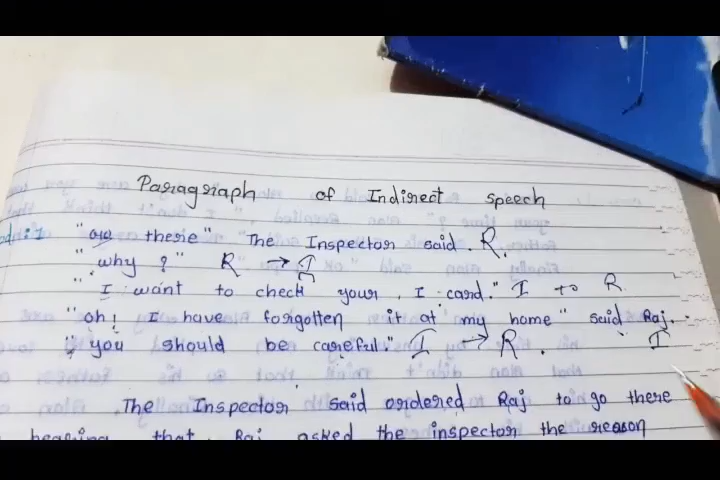 Paragraph of Indirect speech
"Go there" The Inspector said. R.
"why ?" R → I
"I want to check your I card." I to R
"oh! I have forgotten it at my home" said Raj.
"you should be careful." I → R. I
The Inspector said ordered Raj to go there
hearing that Raj asked the inspector the reason